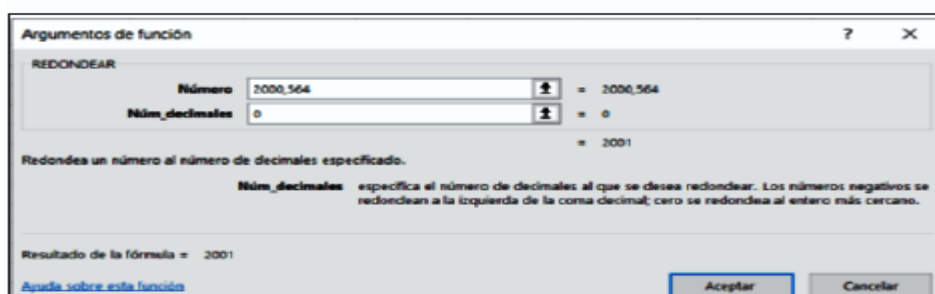 Argumentos de función ? ×
REDONDEAR
Número 2000,564 = 2000,564
Núm_decimales 0 = 0
= 2001
Redondea un número al número de decimales especificado.
Núm_decimales especifica el número de decimales al que se desea redondear. Los números negativos se
redondean a la izquierda de la coma decimal; cero se redondea al entero más cercano.
Resultado de la fórmula = 2001
Ayuda sobre esta función Aceptar Cancelar